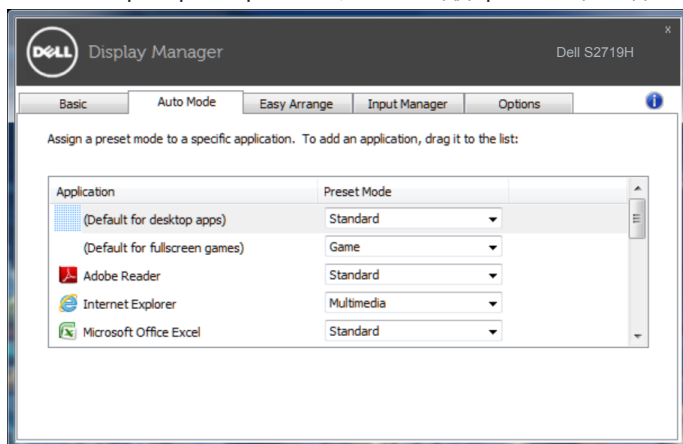 DELL Display Manager
Dell S2719H
x
Basic
Auto Mode
Easy Arrange
Input Manager
Options
Assign a preset mode to a specific application. To add an application, drag it to the list:
Application Preset Mode
(Default for desktop apps) Standard
(Default for fullscreen games) Game
Adobe Reader Standard
Internet Explorer Multimedia
Microsoft Office Excel Standard